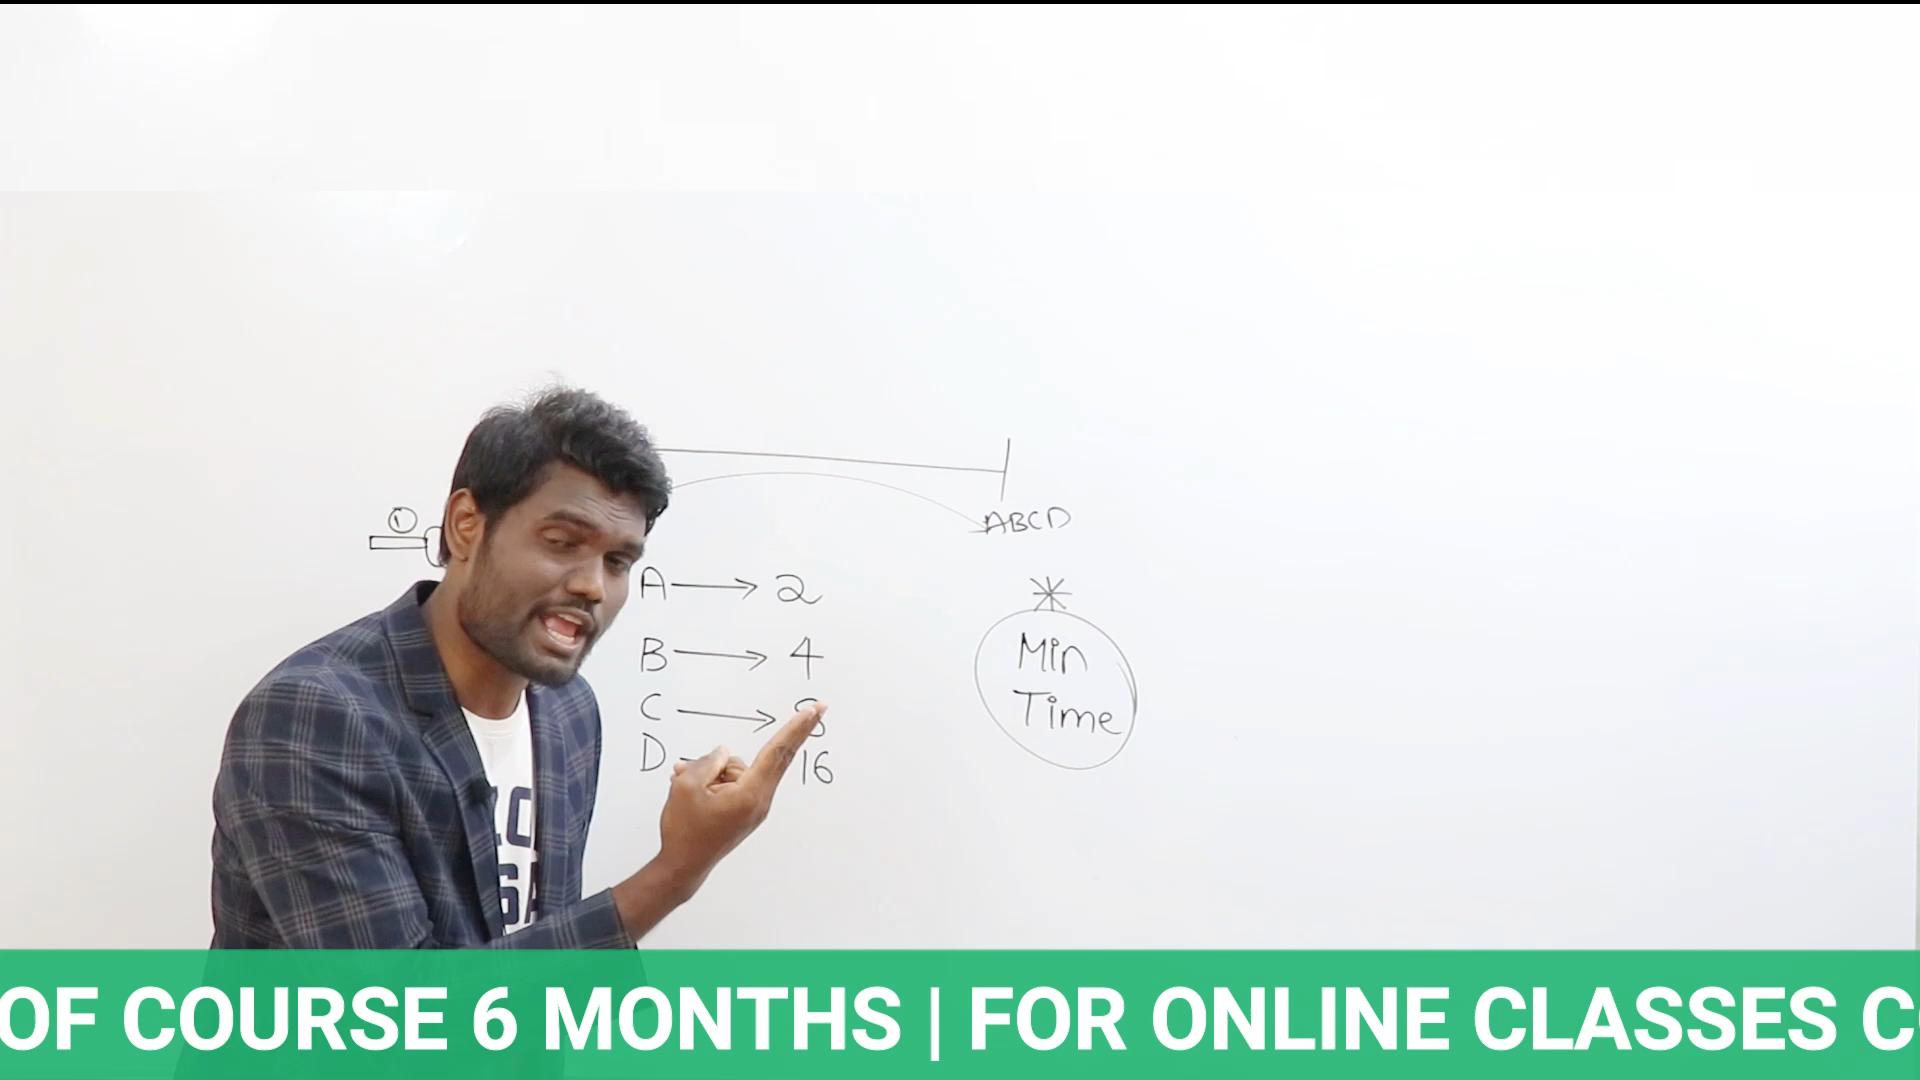 ABCD
1
A → 2
B → 4
C →
D 16
Min
Time
OF COURSE 6 MONTHS | FOR ONLINE CLASSES C